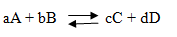 aA + bB ⇌ cC + dD